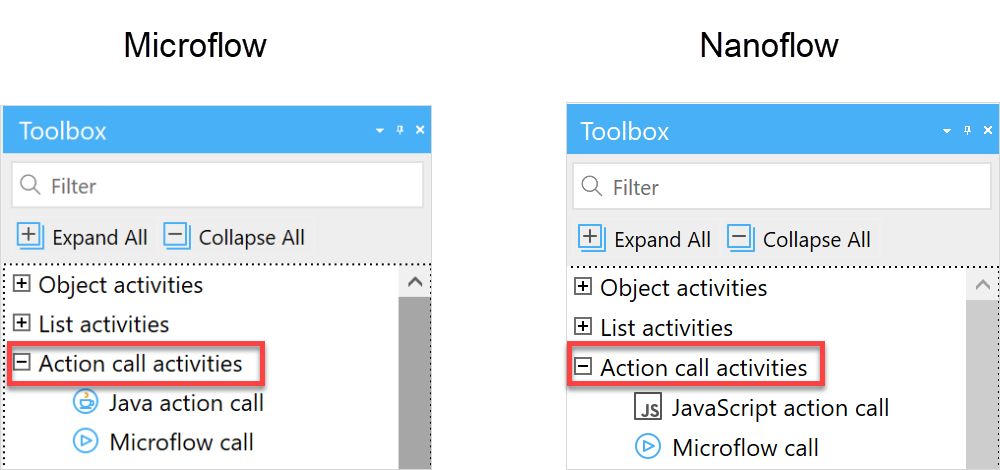 Microflow
Toolbox
Filter
Expand All Collapse All
Object activities
List activities
Action call activities
Java action call
Microflow call
Nanoflow
Toolbox
Filter
Expand All Collapse All
Object activities
List activities
Action call activities
JS JavaScript action call
Microflow call